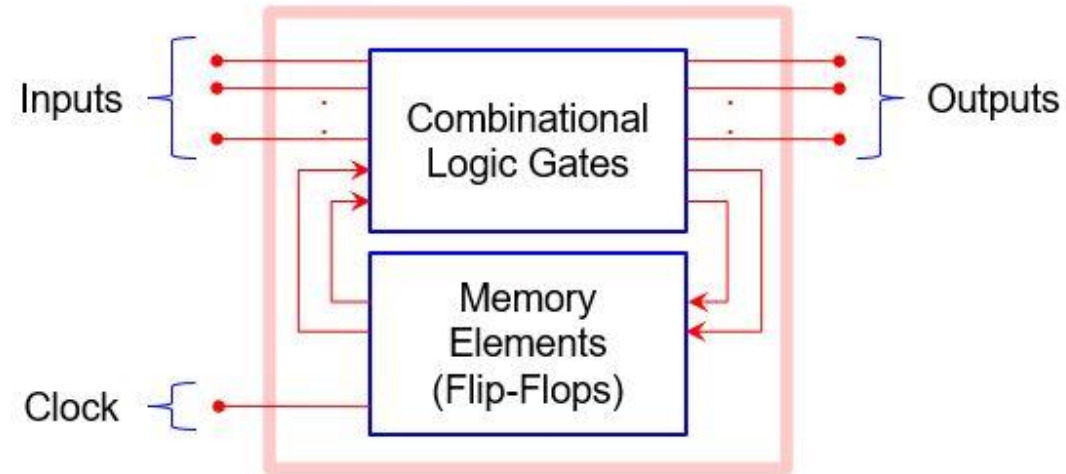 Inputs
Combinational
Logic Gates
Outputs
Memory
Elements
(Flip-Flops)
Clock